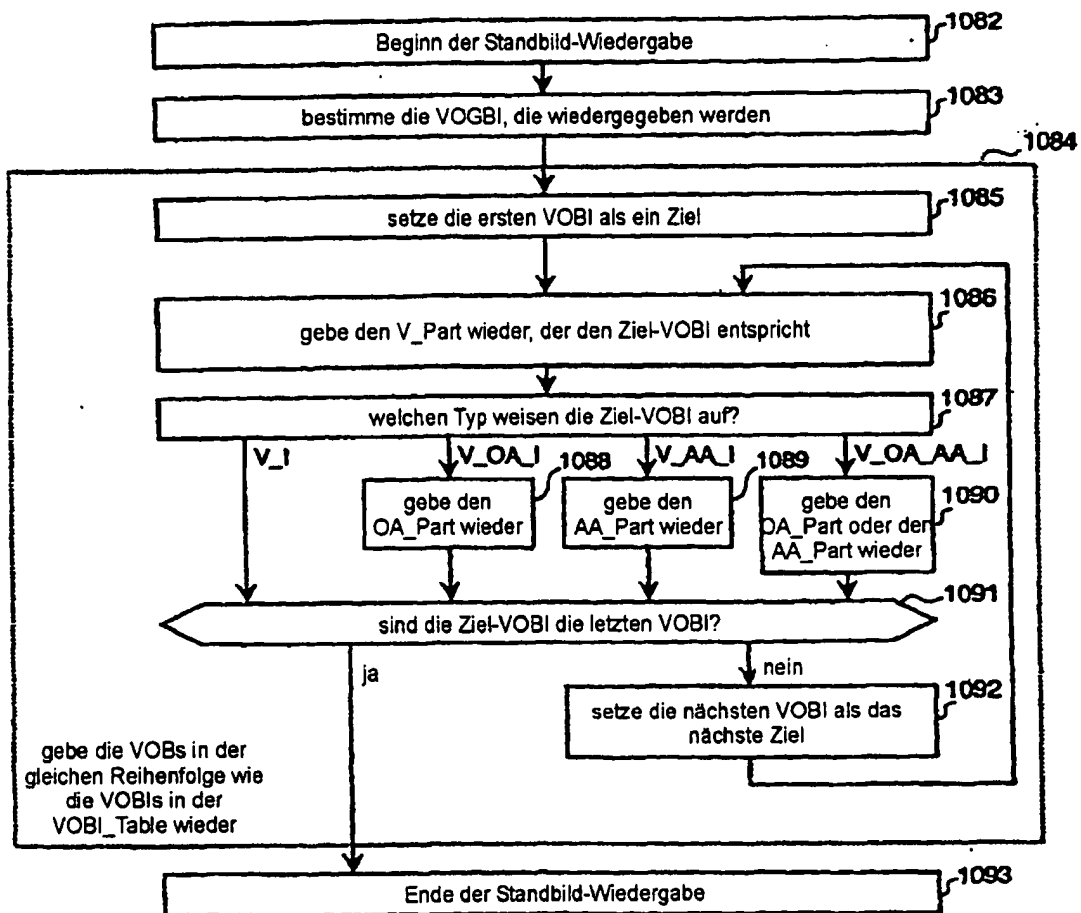 Beginn der Standbild-Wiedergabe
1082
bestimme die VOGBI, die wiedergegeben werden
1083
1084
setze die ersten VOBI als ein Ziel
1085
gebe den V_Part wieder, der den Ziel-VOBI entspricht
1086
welchen Typ weisen die Ziel-VOBI auf?
1087
V_I
V_OA_I
V_AA_I
V_OA_AA_I
1088
gebe den
OA_Part wieder
1089
gebe den
AA_Part wieder
1090
gebe den
OA_Part oder den
AA_Part wieder
1091
sind die Ziel-VOBI die letzten VOBI?
ja
nein
1092
setze die nächsten VOBI als das
nächste Ziel
gebe die VOBs in der
gleichen Reihenfolge wie
die VOBIs in der
VOBI_Table wieder
Ende der Standbild-Wiedergabe
1093